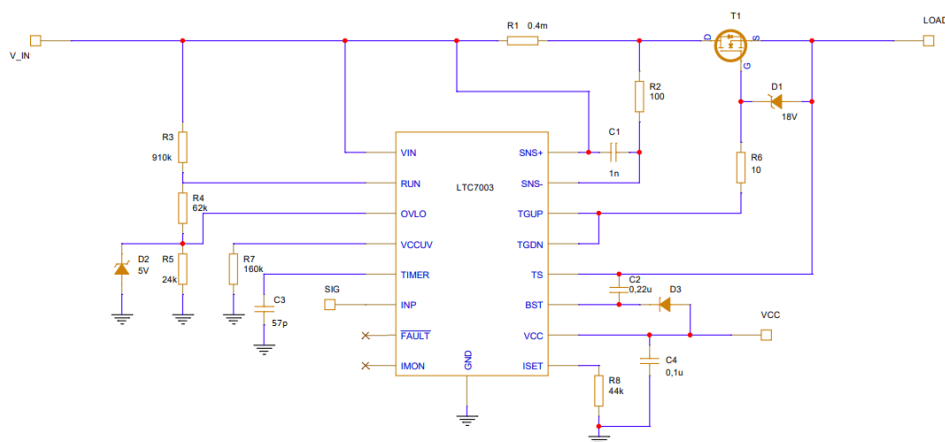 T1
LOAD
R1 0.4m
V_IN
D
S
G
R2
100
D1
18V
R3
910k
C1
1n
R6
10
VIN
SNS+
LTC7003
RUN
SNS-
R4
62k
OVLO
TGUP
D2
5V
R5
24k
R7
160k
VCCUV
TGDN
TIMER
TS
C2
0,22u
D3
SIG
C3
57p
INP
BST
VCC
FAULT
VCC
C4
0,1u
IMON
GND
ISET
R8
44k